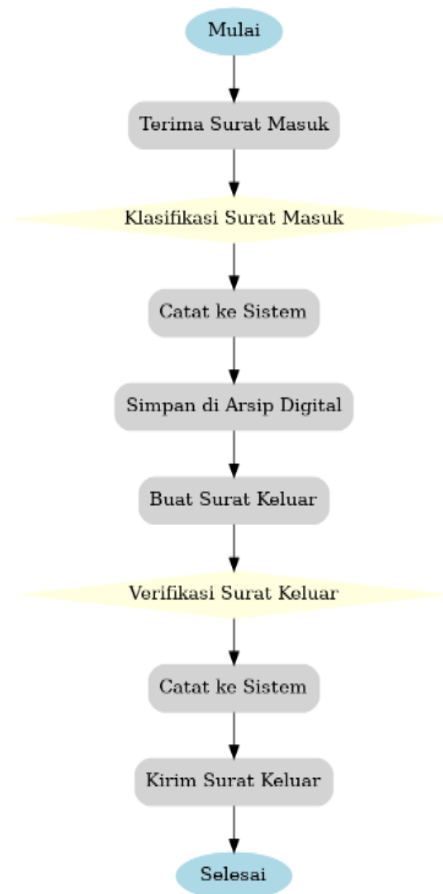 Mulai
Terima Surat Masuk
Klasifikasi Surat Masuk
Catat ke Sistem
Simpan di Arsip Digital
Buat Surat Keluar
Verifikasi Surat Keluar
Catat ke Sistem
Kirim Surat Keluar
Selesai